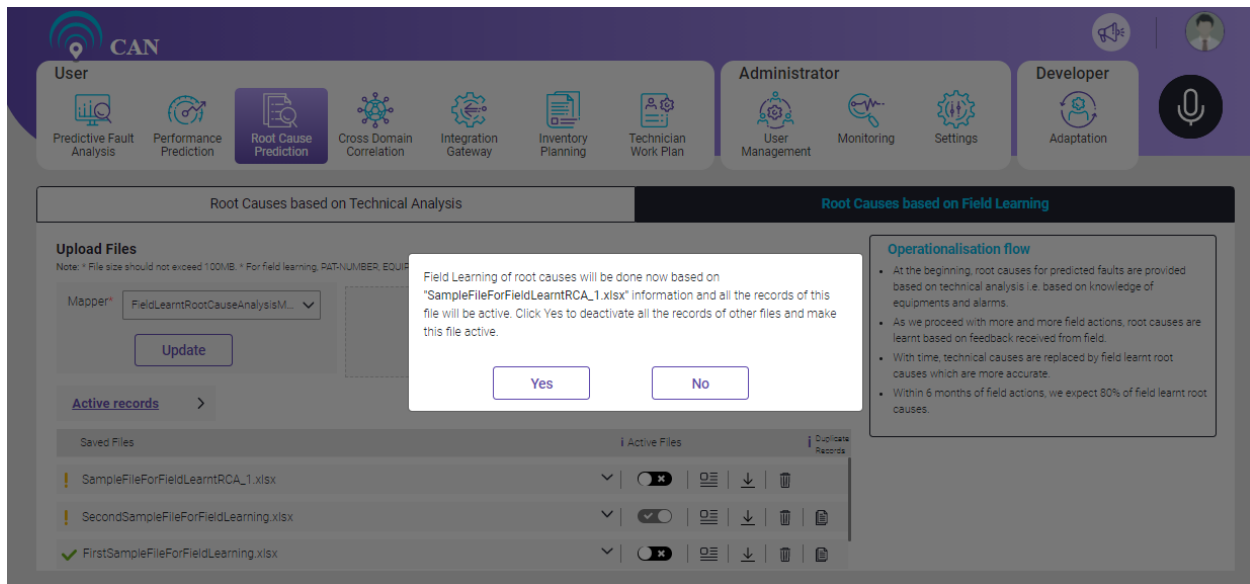 CAN
User
Administrator
Developer
Predictive Fault
Analysis
Performance
Prediction
Root Cause
Prediction
Cross Domain
Correlation
Integration
Gateway
Inventory
Planning
Technician
Work Plan
User
Management
Monitoring
Settings
Adaptation
Root Causes based on Technical Analysis
Root Causes based on Field Learning
Upload Files
Note: * File size should not exceed 100MB. * For field learning, PAT-NUMBER, EQUIP
Mapper*
FieldLearntRootCauseAnalysisM...
Update
Active records
Field Learning of root causes will be done now based on
"SampleFileForFieldLearntRCA_1.xlsx" information and all the records of this
file will be active. Click Yes to deactivate all the records of other files and make
this file active.
Yes
No
Operationalisation flow
• At the beginning, root causes for predicted faults are provided
based on technical analysis i.e. based on knowledge of
equipments and alarms.
• As we proceed with more and more field actions, root causes are
learnt based on feedback received from field.
• With time, technical causes are replaced by field learnt root
causes which are more accurate.
• Within 6 months of field actions, we expect 80% of field learnt root
causes.
Saved Files
i Active Files
i Duplicate
Records
SampleFileForFieldLearntRCA_1.xlsx
SecondSampleFileForFieldLearning.xlsx
FirstSampleFileForFieldLearning.xlsx